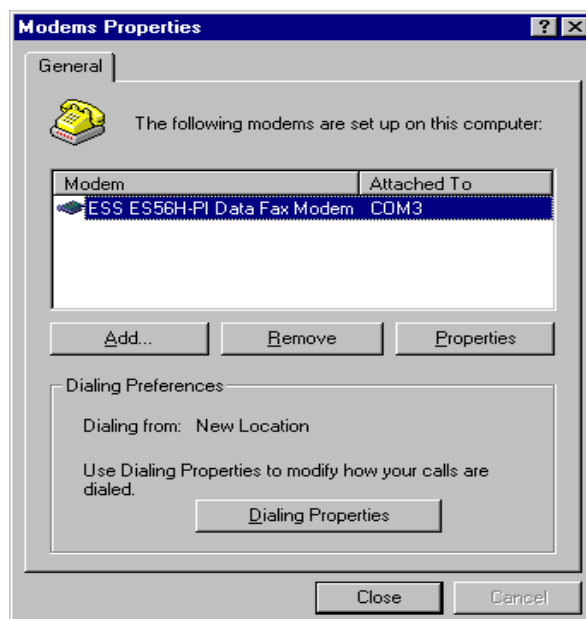 Modems Properties
General
The following modems are set up on this computer:
Modem Attached To
ESS ES56H-PI Data Fax Modem COM3
Add... Remove Properties
Dialing Preferences
Dialing from: New Location
Use Dialing Properties to modify how your calls are
dialed.
Dialing Properties
Close Cancel